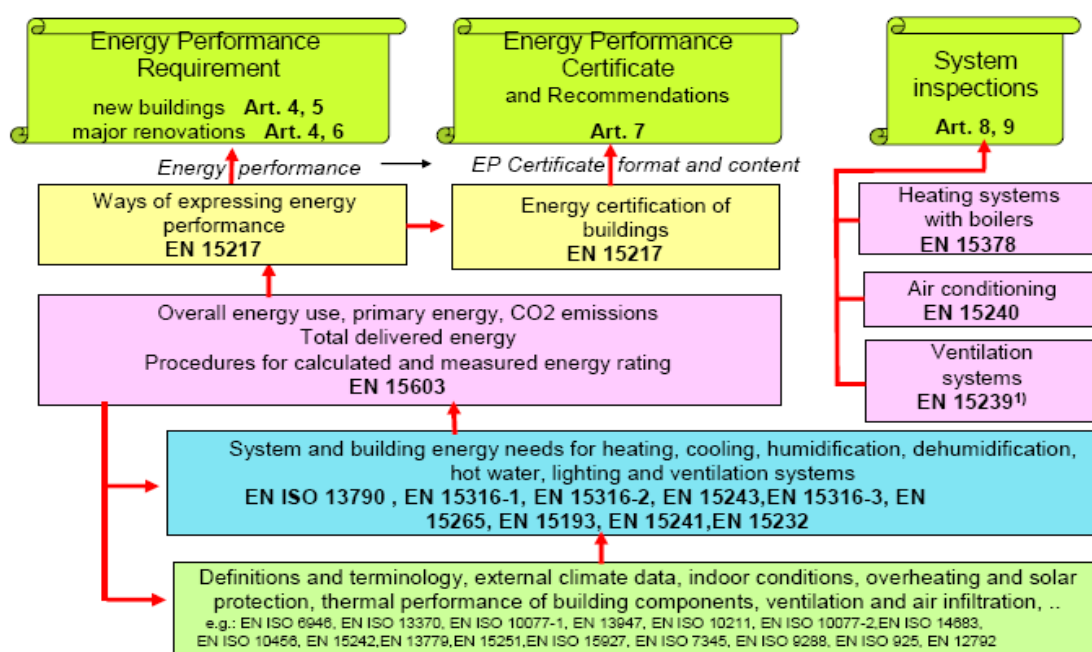 Energy Performance
Requirement
new buildings Art. 4, 5
major renovations Art. 4, 6
Energy Performance
Certificate
and Recommendations
Art. 7
System
inspections
Art. 8, 9
Energy performance
EP Certificate format and content
Ways of expressing energy
performance
EN 15217
Energy certification of
buildings
EN 15217
Heating systems
with boilers
EN 15378
Air conditioning
EN 15240
Ventilation
systems
EN 15239¹⁾
Overall energy use, primary energy, CO2 emissions
Total delivered energy
Procedures for calculated and measured energy rating
EN 15603
System and building energy needs for heating, cooling, humidification, dehumidification,
hot water, lighting and ventilation systems
EN ISO 13790 , EN 15316-1, EN 15316-2, EN 15243,EN 15316-3, EN
15265, EN 15193, EN 15241,EN 15232
Definitions and terminology, external climate data, indoor conditions, overheating and solar
protection, thermal performance of building components, ventilation and air infiltration, ..
e.g.: EN ISO 6946, EN ISO 13370, EN ISO 10077-1, EN 13947, EN ISO 10211, EN ISO 10077-2,EN ISO 14683,
EN ISO 10456, EN 15242,EN 13779,EN 15251,EN ISO 15927, EN ISO 7345, EN ISO 9288, EN ISO 925, EN 12792